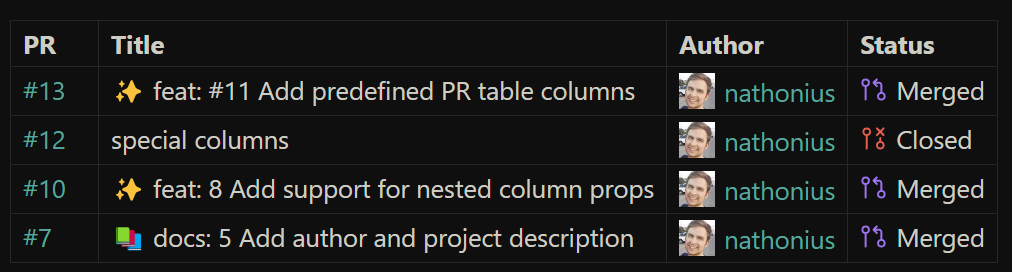 PR Title Author Status
#13 ✨ feat: #11 Add predefined PR table columns nathonius Merged
#12 special columns nathonius Closed
#10 ✨ feat: 8 Add support for nested column props nathonius Merged
#7 📚 docs: 5 Add author and project description nathonius Merged